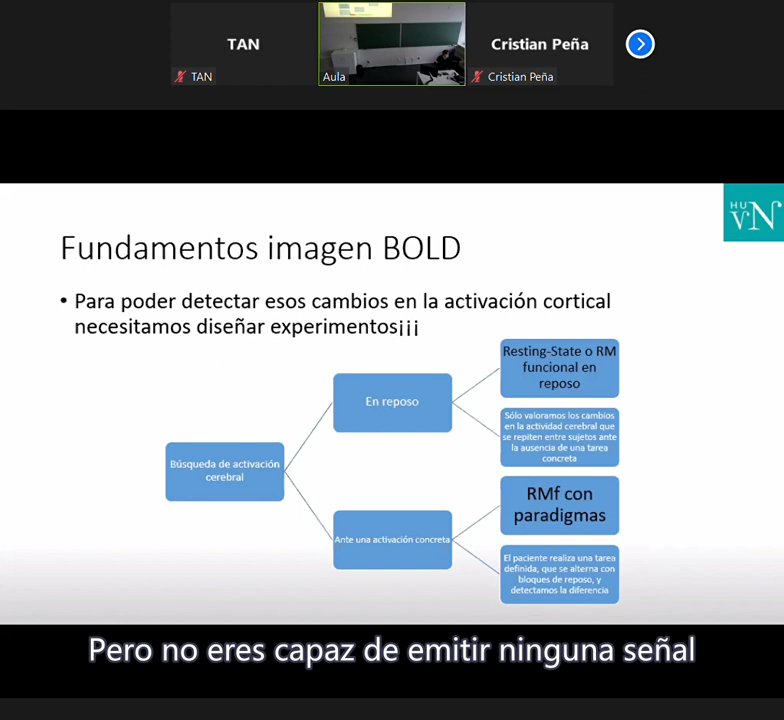 TAN
Cristian Peña
TAN
Aula
Cristian Peña
HU
VN
Fundamentos imagen BOLD
• Para poder detectar esos cambios en la activación cortical
necesitamos diseñar experimentos¡¡¡
Búsqueda de activación
cerebral
En reposo
Resting-State o RM
funcional en
reposo
Sólo valoramos los cambios
en la actividad cerebral que
se repiten entre sujetos ante
la ausencia de una tarea
concreta
Ante una activación concreta
RMf con
paradigmas
El paciente realiza una tarea
definida, que se alterna con
bloques de reposo, y
detectamos la diferencia
Pero no eres capaz de emitir ninguna señal